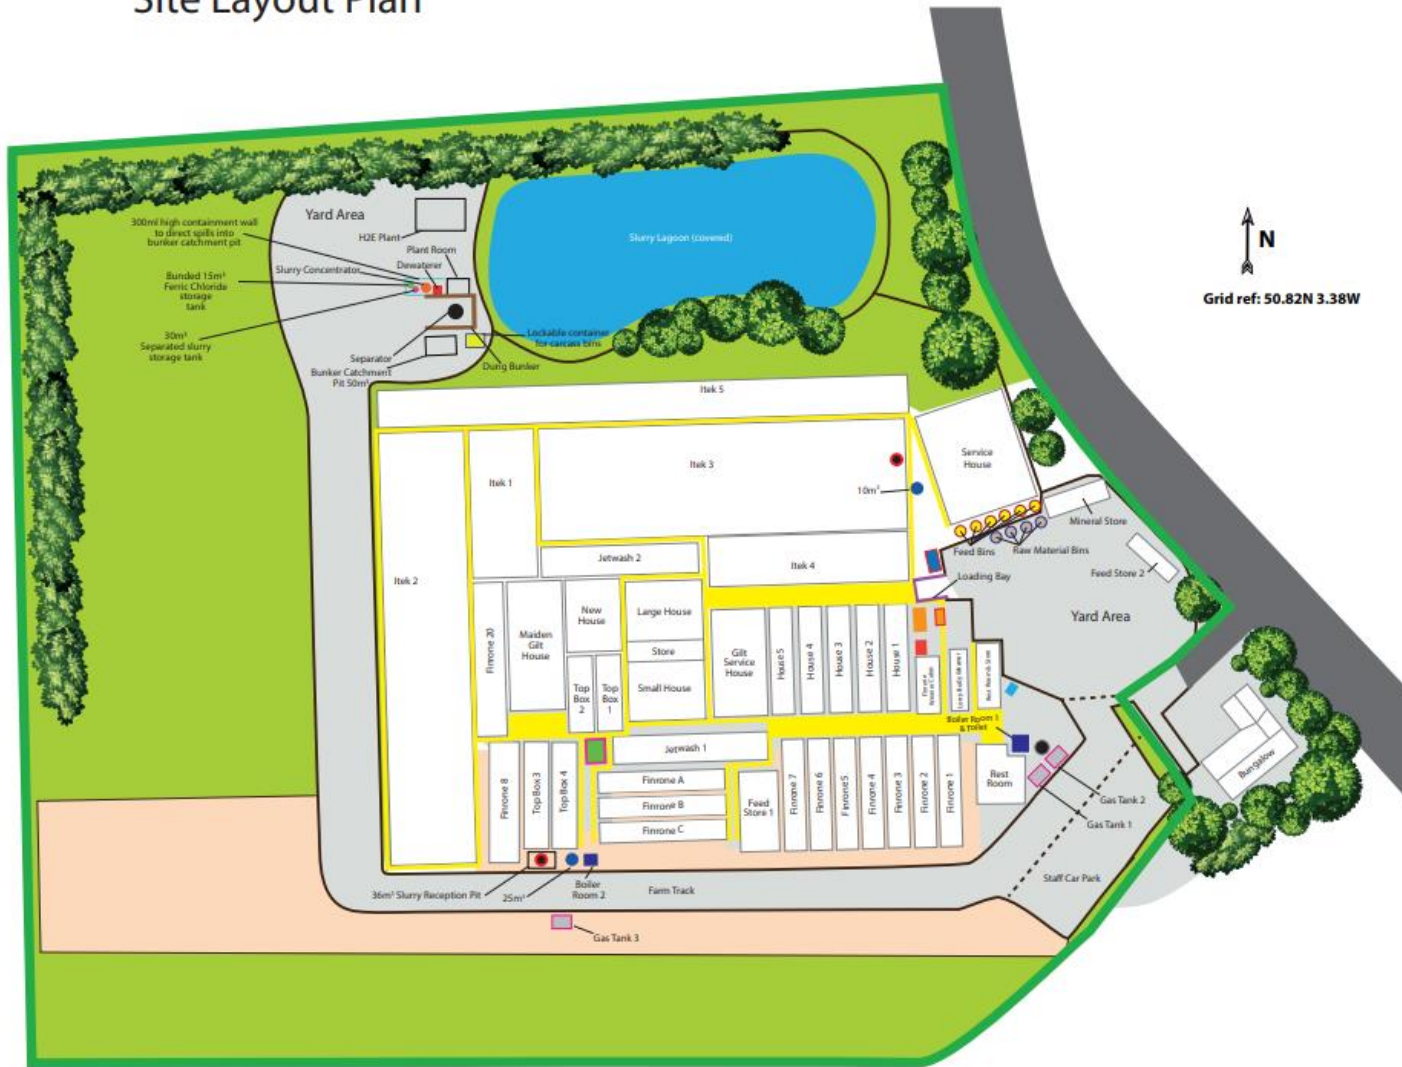 Site Layout Plan
Yard Area
300ml high containment wall
to direct spills into
bunker catchment pit
H2E Plant
Plant Room
Dewaterer
Slurry Concentrator
Bunded 15m³
Ferric Chloride
storage
tank
30m³
Separated slurry
storage tank
Separator
Bunker Catchment
Pit 50m³
Dung Bunker
Lockable container
for carcass bins
Slurry Lagoon (covered)
N
Grid ref: 50.82N 3.38W
Itek 5
Itek 1
Itek 3
10m³
Service
House
Mineral Store
Feed Bins
Raw Material Bins
Feed Store 2
Loading Bay
Yard Area
Jetwash 2
Itek 4
Itek 2
Finrone 20
Maiden
Gilt
House
New
House
Large House
Store
Small House
Top
Box
2
Top
Box
1
Gilt
Service
House
House 5
House 4
House 3
House 2
House 1
Boiler Room 1
& Toilet
Jetwash 1
Finrone 8
Top Box 3
Top Box 4
Finrone A
Finrone B
Finrone C
Feed
Store 1
Finrone 7
Finrone 6
Finrone5
Finrone 4
Finrone 3
Finrone 2
Finrone 1
Rest
Room
Gas Tank 2
Gas Tank 1
Bungalow
Staff Car Park
36m³ Slurry Reception Pit
25m³
Boiler
Room 2
Farm Track
Gas Tank 3